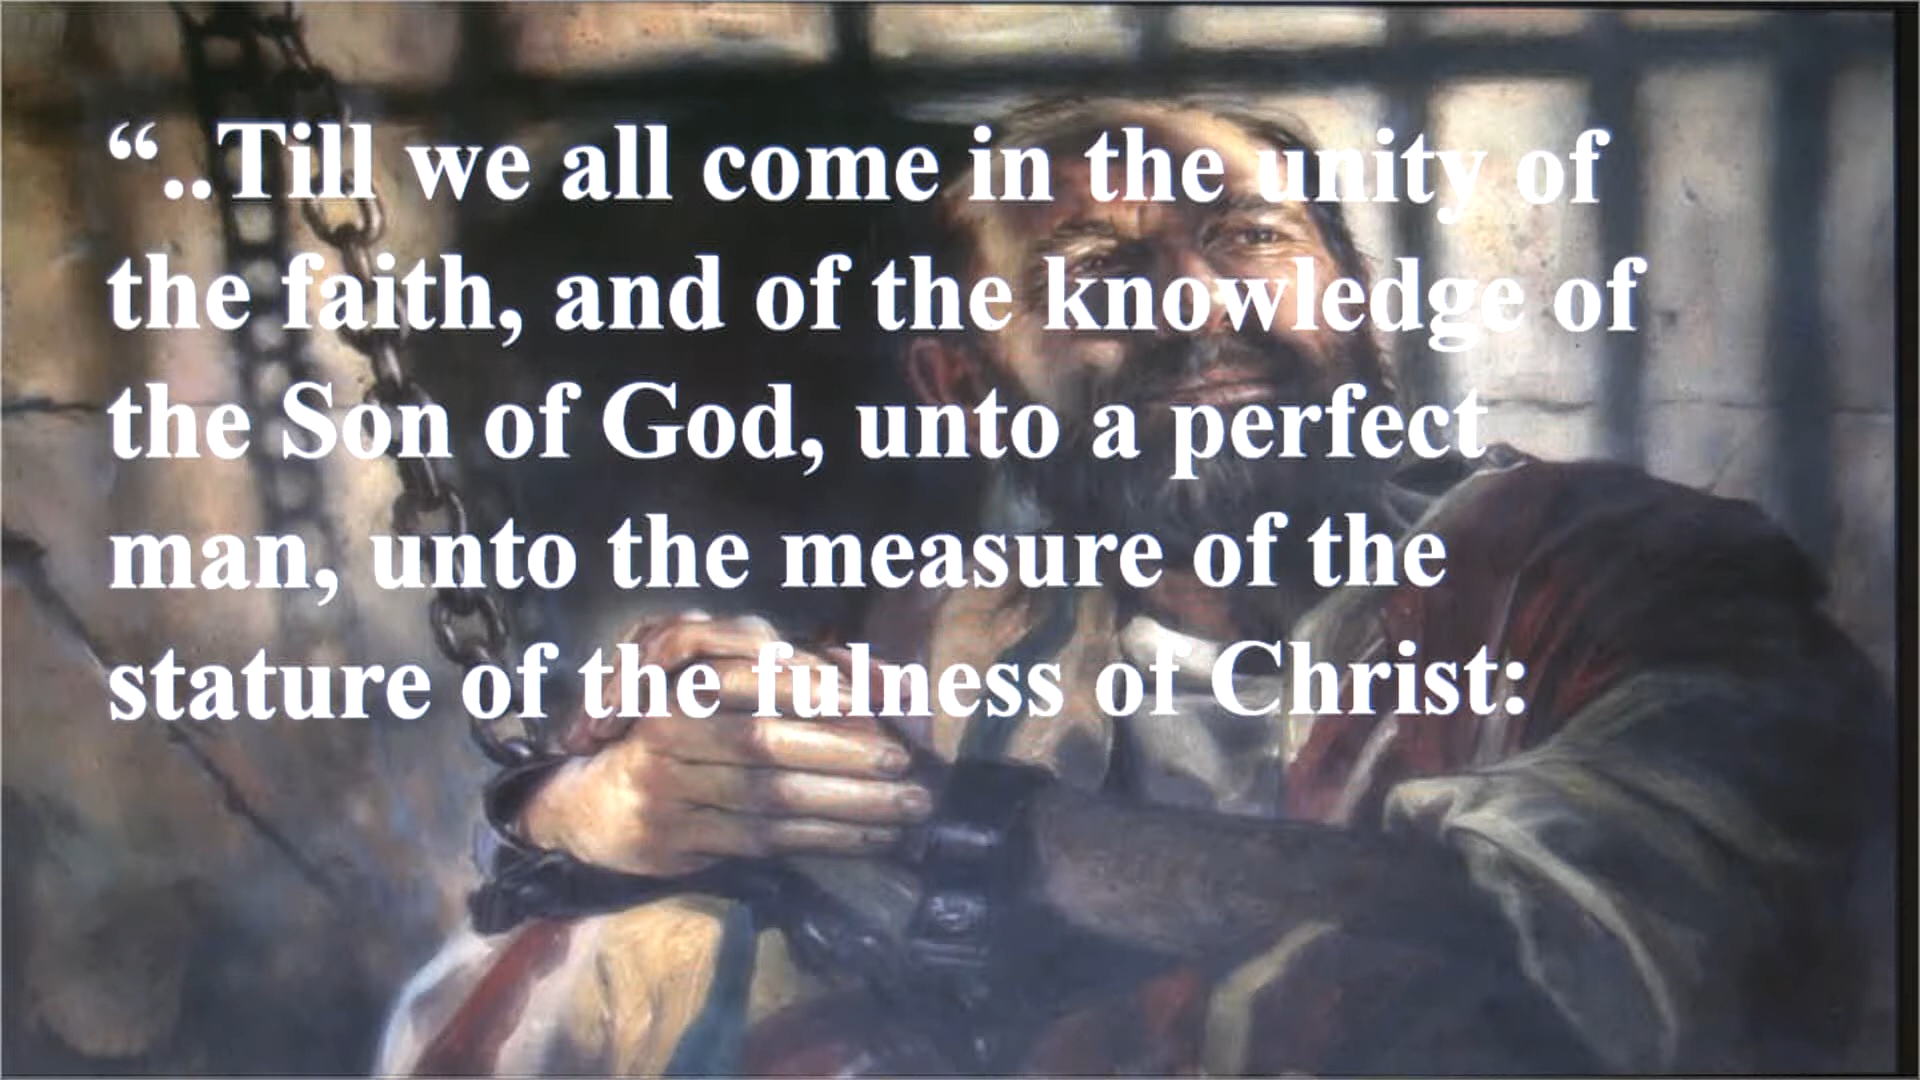 “..Till we all come in the unity of
the faith, and of the knowledge of
the Son of God, unto a perfect
man, unto the measure of the
stature of the fulness of Christ: